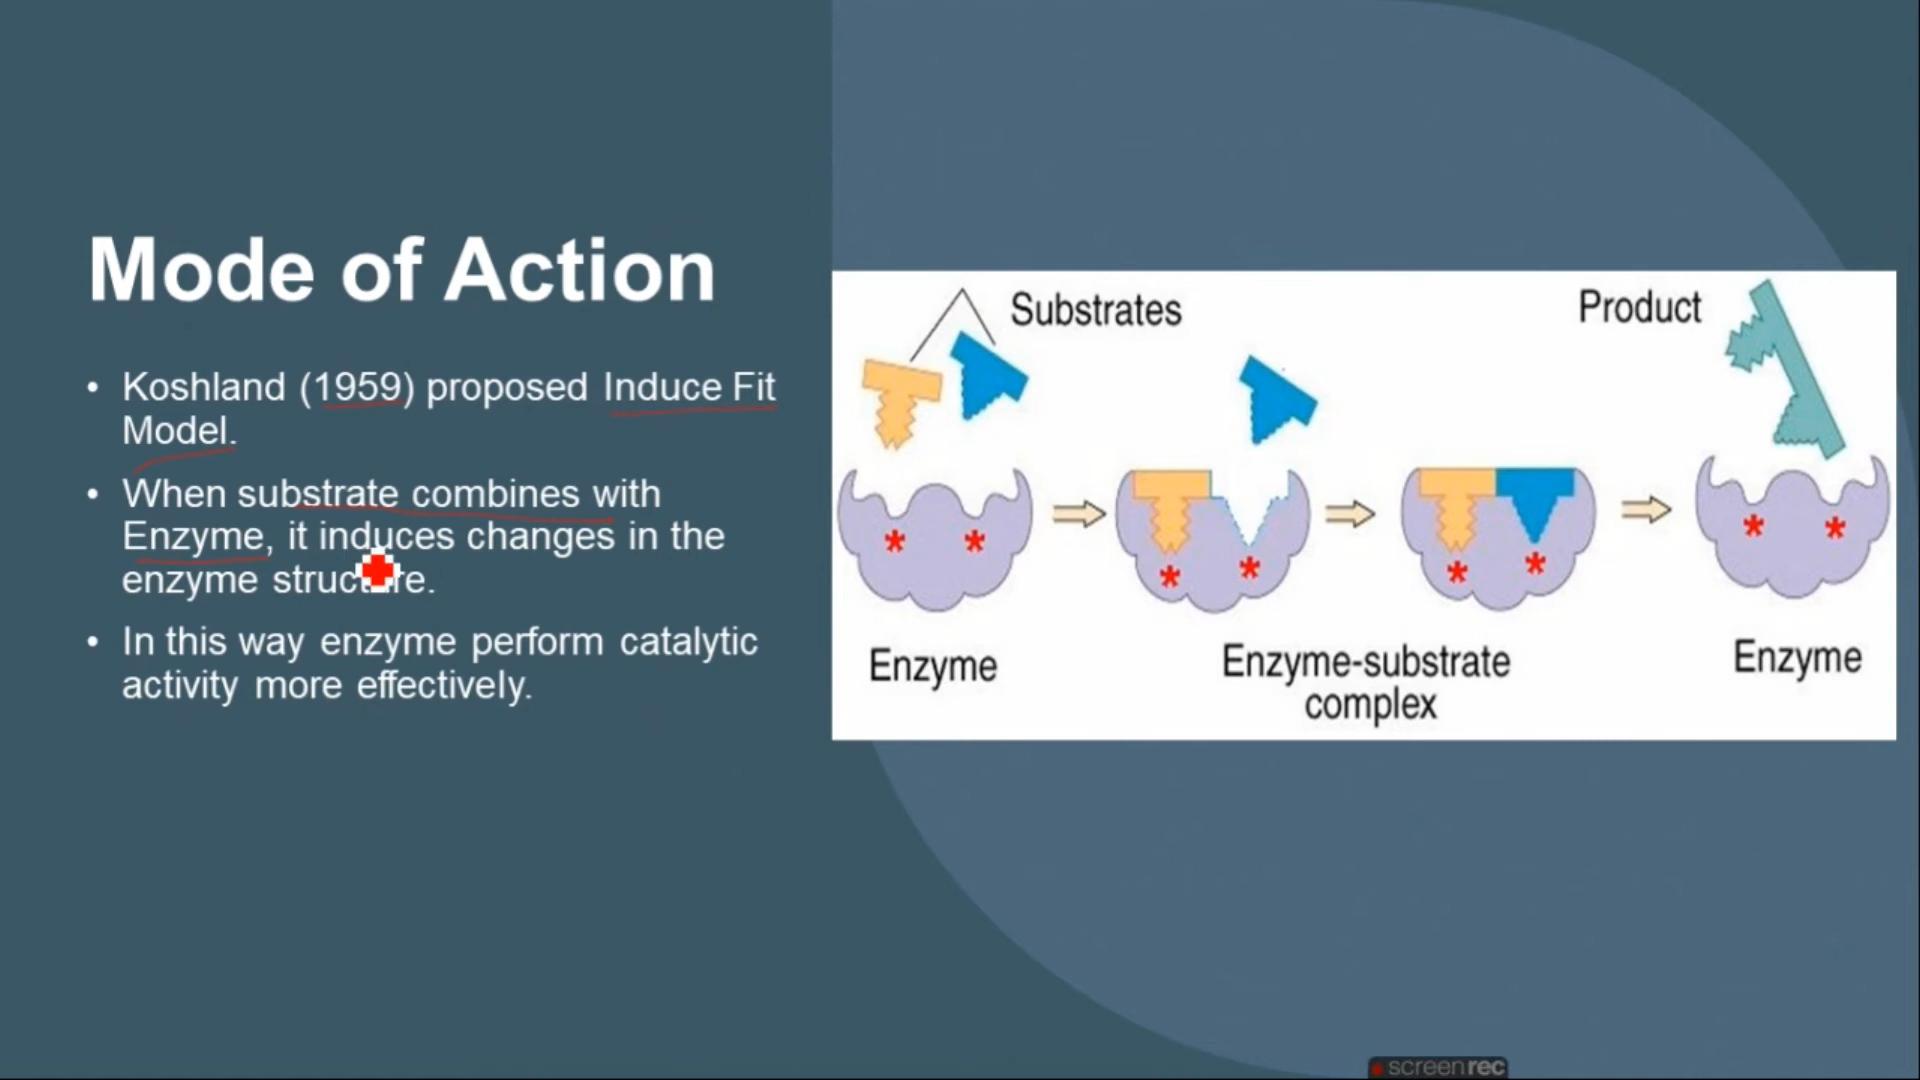 Mode of Action
• Koshland (1959) proposed Induce Fit
Model.
• When substrate combines with
Enzyme, it induces changes in the
enzyme structure.
• In this way enzyme perform catalytic
activity more effectively.
Substrates
Product
* *
* *
* *
* *
Enzyme
Enzyme-substrate
complex
Enzyme
screenrec